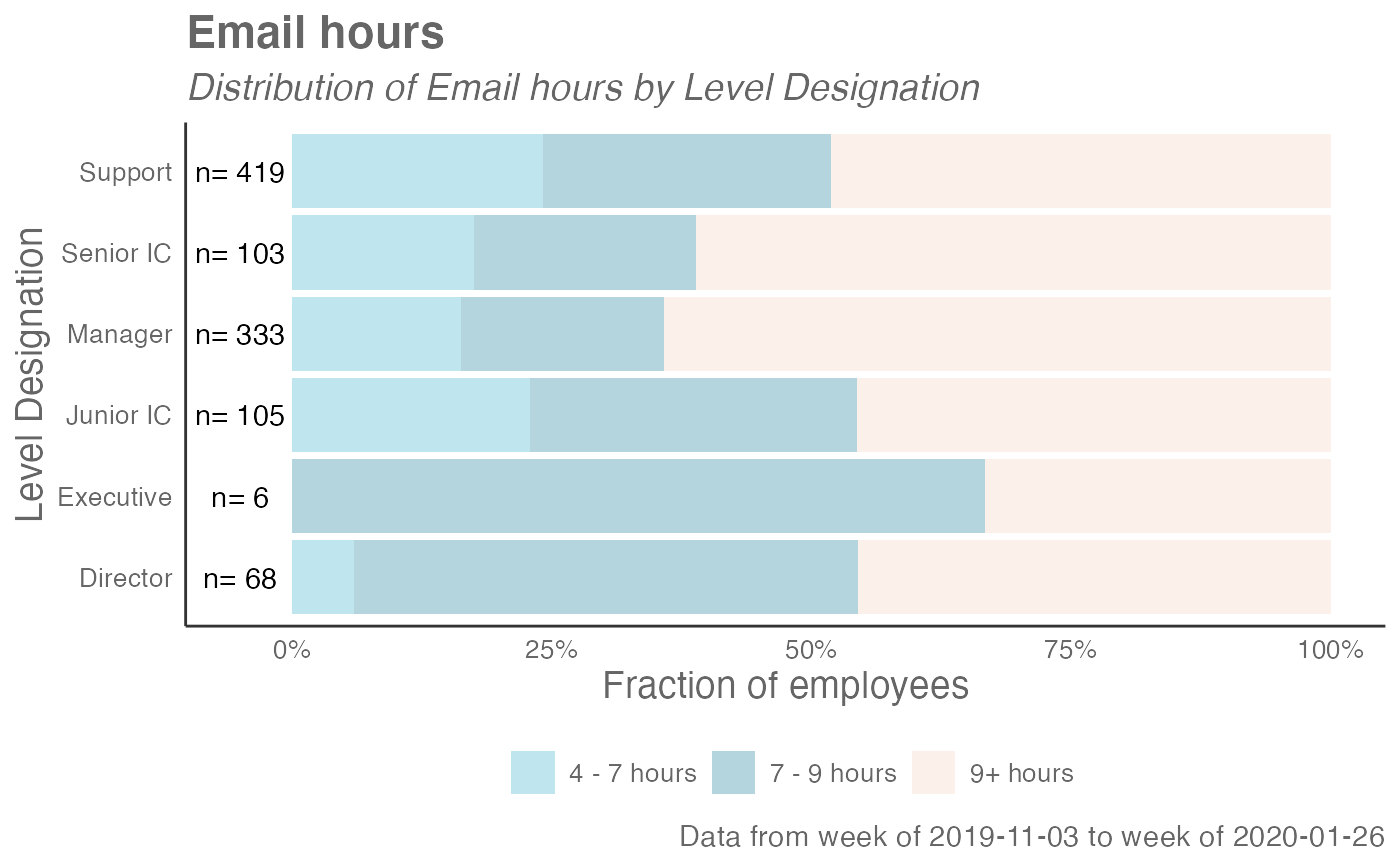 Email hours
Distribution of Email hours by Level Designation
Level Designation
Support n= 419
Senior IC n= 103
Manager n= 333
Junior IC n= 105
Executive n= 6
Director n= 68
0% 25% 50% 75% 100%
Fraction of employees
4 - 7 hours 7 - 9 hours 9+ hours
Data from week of 2019-11-03 to week of 2020-01-26